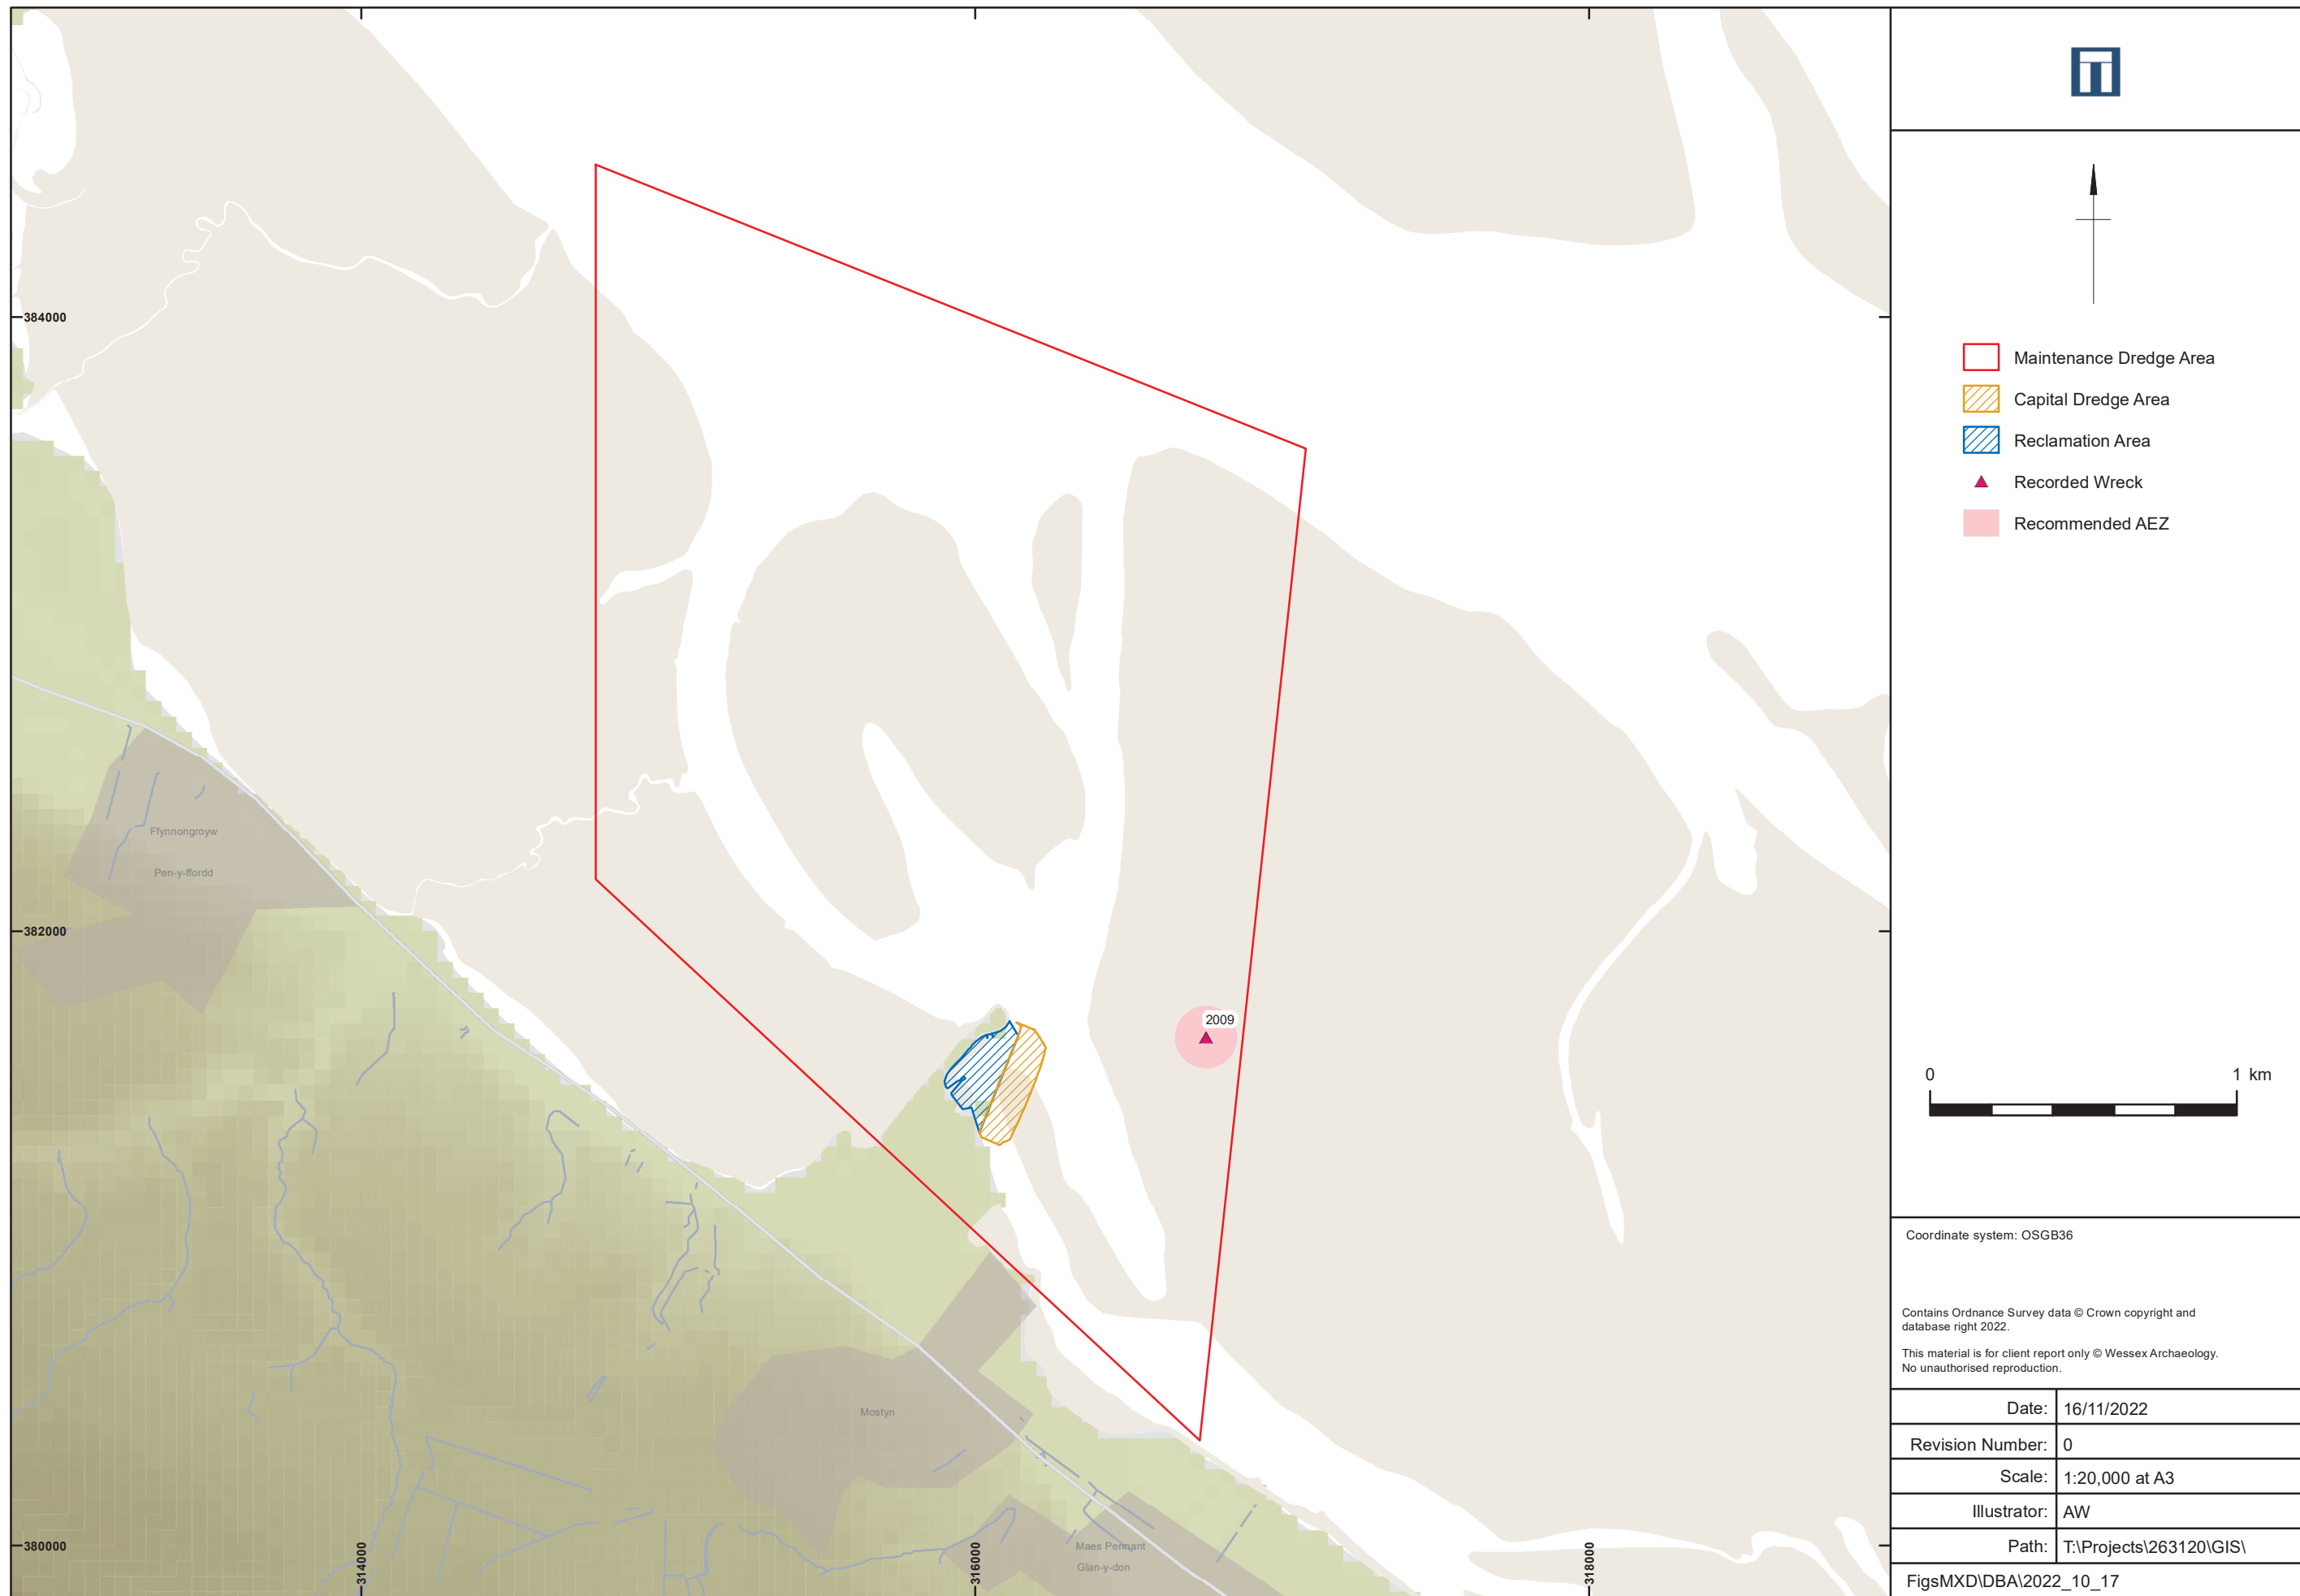 384000
382000
380000
314000
316000
318000
Ffynnongroyw
Pen-y-ffordd
2009
Mostyn
Maes Pennant
Glan-y-don
Maintenance Dredge Area
Capital Dredge Area
Reclamation Area
Recorded Wreck
Recommended AEZ
0 1 km
Coordinate system: OSGB36
Contains Ordnance Survey data © Crown copyright and
database right 2022.
This material is for client report only © Wessex Archaeology.
No unauthorised reproduction.
Date: 16/11/2022
Revision Number: 0
Scale: 1:20,000 at A3
Illustrator: AW
Path: T:\Projects\263120\GIS\
FigsMXD\DBA\2022_10_17